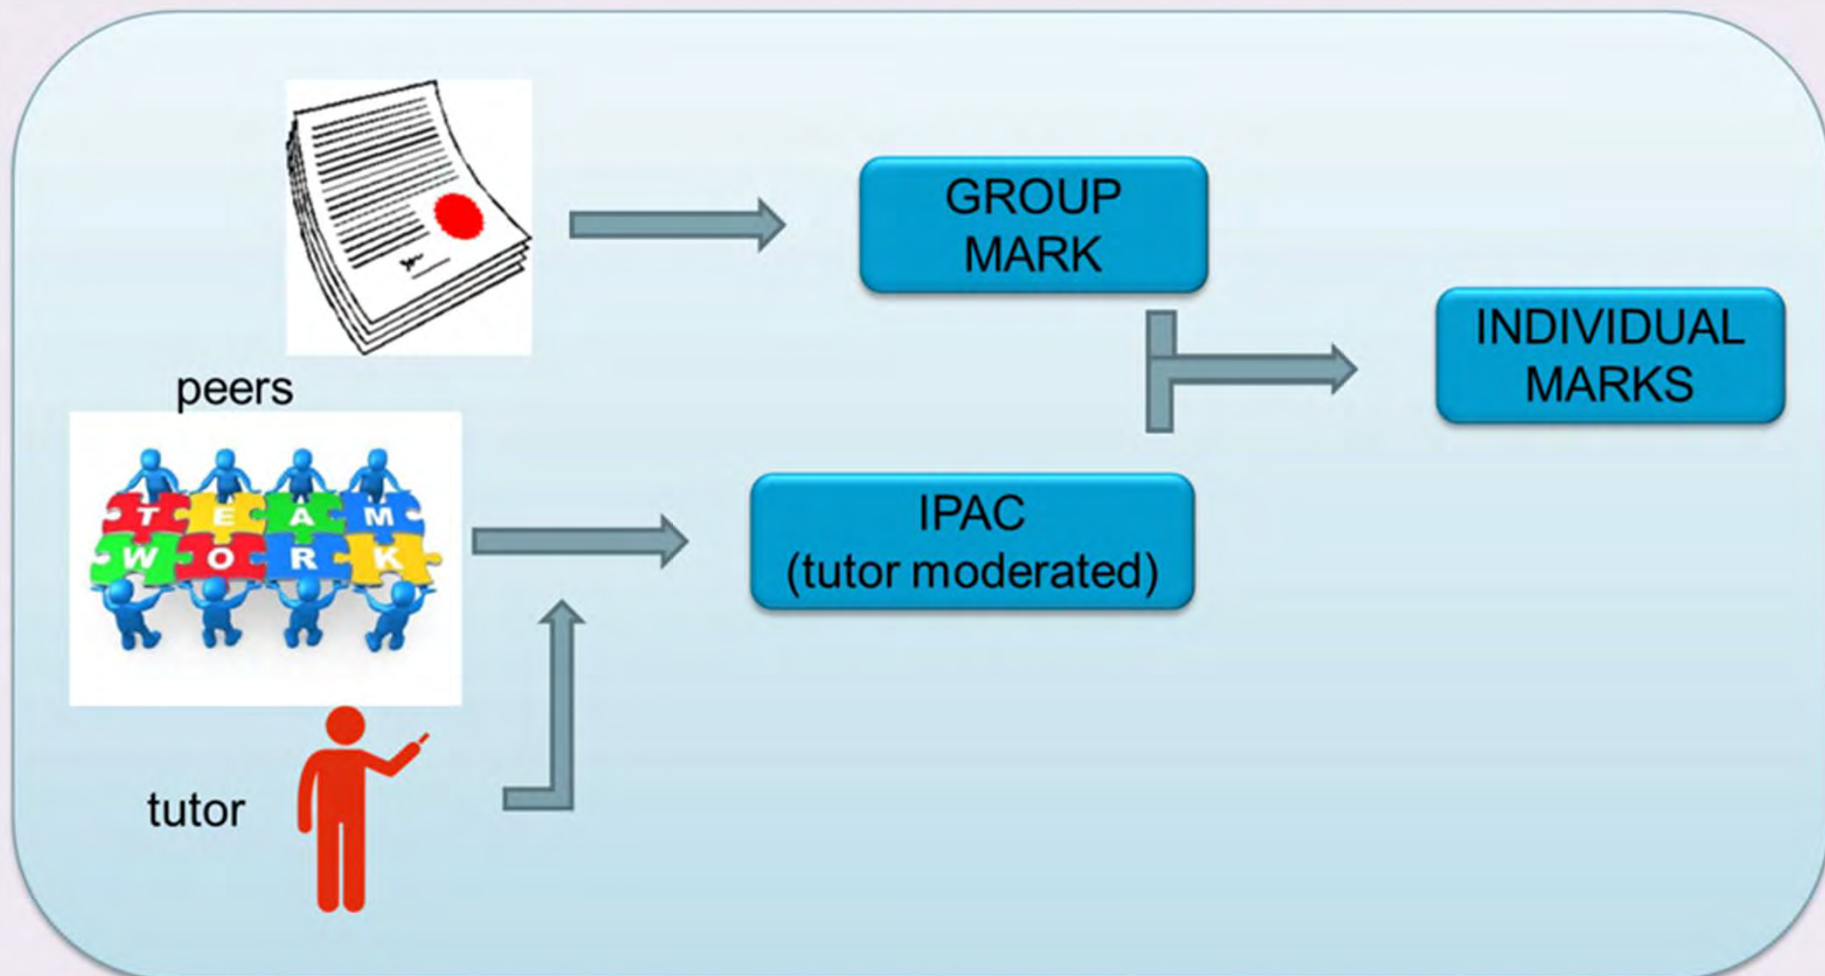 GROUP
MARK
INDIVIDUAL
MARKS
peers
TEAM
WORK
IPAC
(tutor moderated)
tutor